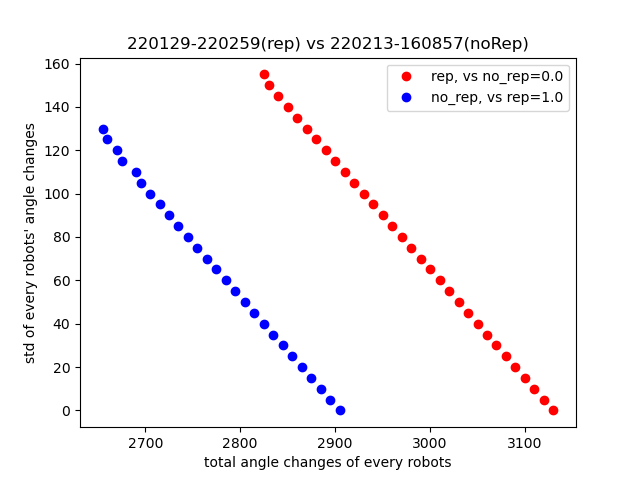 220129-220259(rep) vs 220213-160857(noRep)
rep, vs no_rep=0.0
no_rep, vs rep=1.0
160
140
120
100
80
60
40
20
0
std of every robots' angle changes
2700 2800 2900 3000 3100
total angle changes of every robots